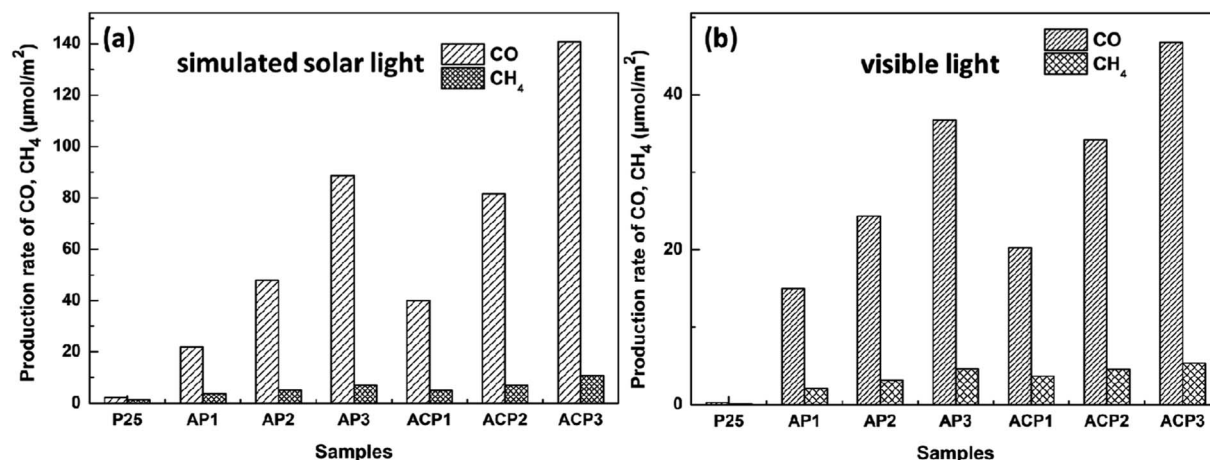 (a)
simulated solar light
CO
CH₄
Production rate of CO, CH₄ (μmol/m²)
140
120
100
80
60
40
20
0
P25 AP1 AP2 AP3 ACP1 ACP2 ACP3
Samples
(b)
visible light
CO
CH₄
Production rate of CO, CH₄ (μmol/m²)
40
20
0
P25 AP1 AP2 AP3 ACP1 ACP2 ACP3
Samples